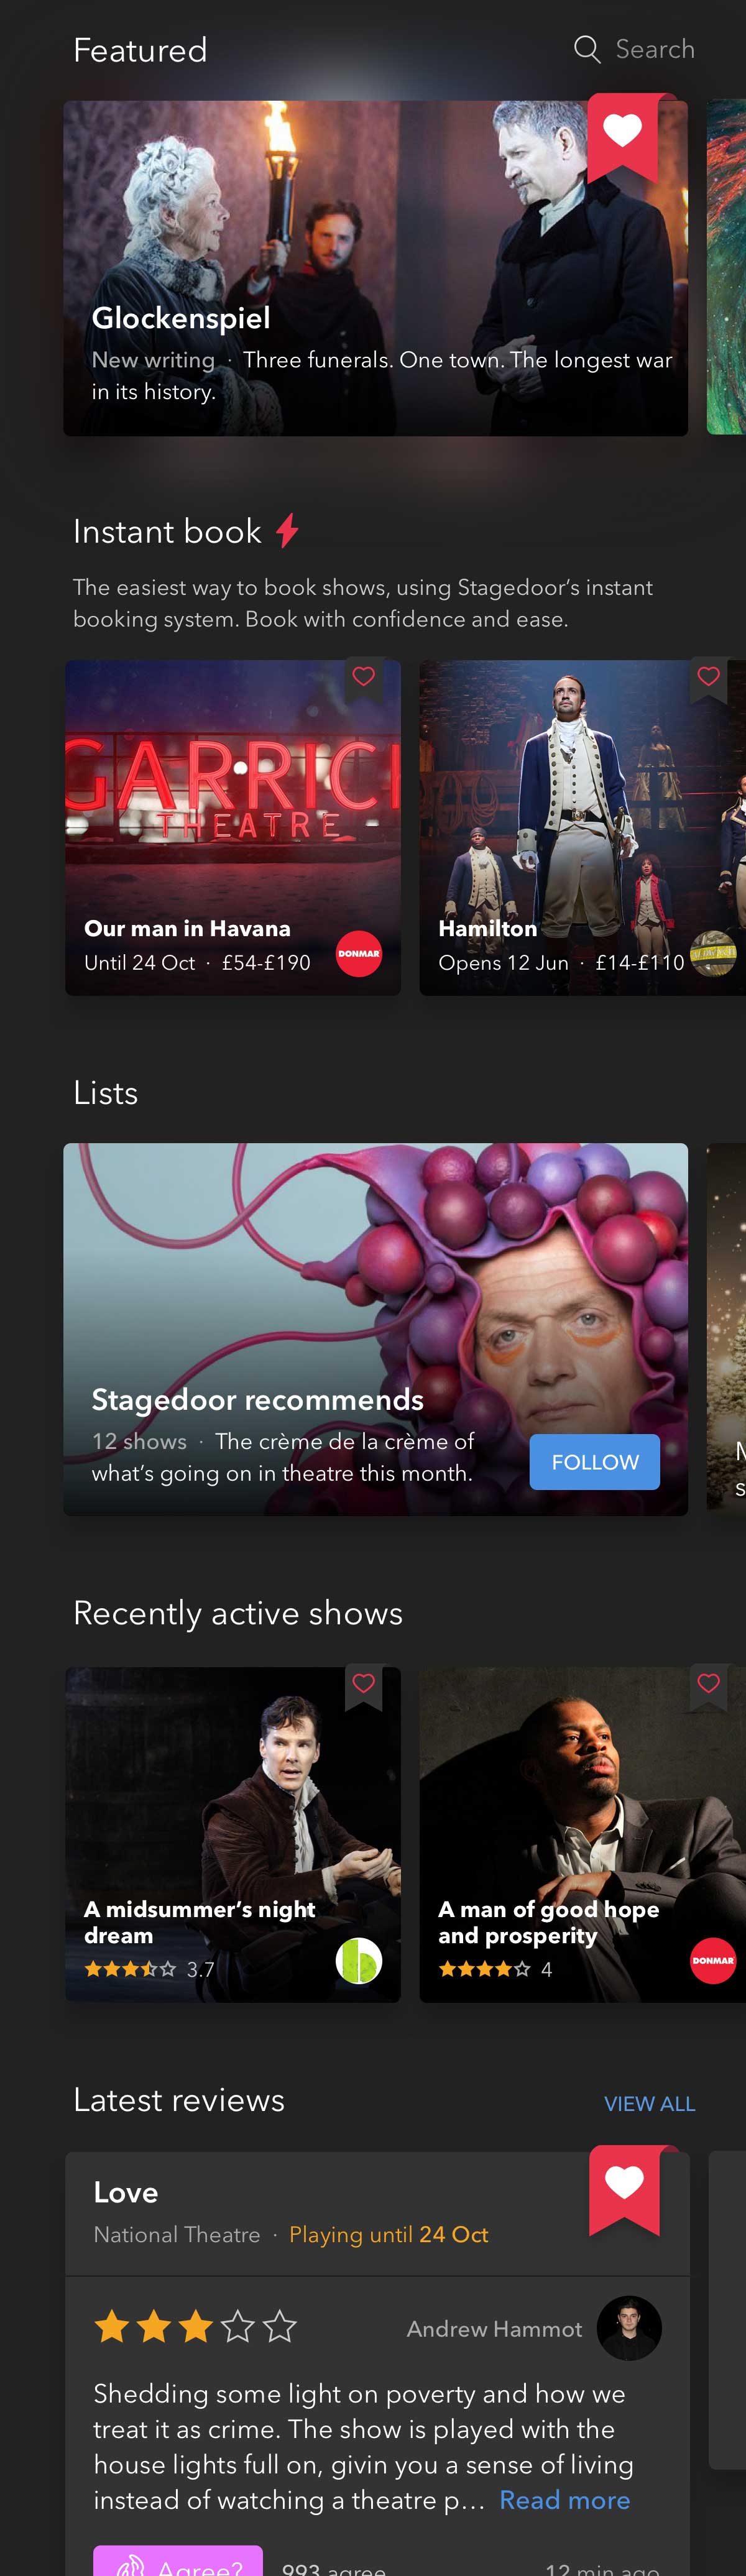 Featured
Search
Glockenspiel
New writing · Three funerals. One town. The longest war
in its history.
Instant book
The easiest way to book shows, using Stagedoor's instant
booking system. Book with confidence and ease.
GARRICK
THEATRE
Our man in Havana
Until 24 Oct · £54-£190
DONMAR
Hamilton
Opens 12 Jun · £14-£110
Lists
Stagedoor recommends
12 shows · The crème de la crème of
what's going on in theatre this month.
FOLLOW
Recently active shows
A midsummer's night
dream
3.7
A man of good hope
and prosperity
4
DONMAR
Latest reviews
VIEW ALL
Love
National Theatre · Playing until 24 Oct
Andrew Hammot
Shedding some light on poverty and how we
treat it as crime. The show is played with the
house lights full on, givin you a sense of living
instead of watching a theatre p… Read more
Agree?
993 agree
12 min ago